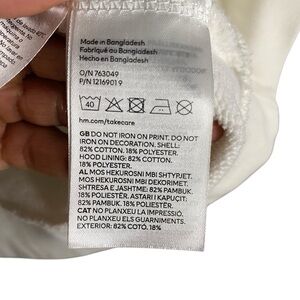 Made in Bangladesh
Fabriqué au Bangladesh
Hecho en Bangladesh
O/N 763049
P/N 1216901 9
40
hm.com/takecare
GB DO NOT IRON ON PRINT. DO NOT
IRON ON DECORATION. SHELL:
82% COTTON. 18% POLYESTER.
HOOD LINING: 82% COTTON.
18% POLYESTER.
AL MOS HEKUROSNI MBI SHTYPJET.
MOS HEKUROSNI MBI DEKORIMET.
SHTRESA E JASHTME: 82% PAMBUK.
18% POLIESTËR. ASTARI I KAPUÇIT:
82% PAMBUK. 18% POLIESTËR.
CAT NO PLANXEU LA IMPRESSIÓ.
NO PLANXEU ELS GUARNIMENTS.
EXTERIOR: 82% COTÓ. 18%